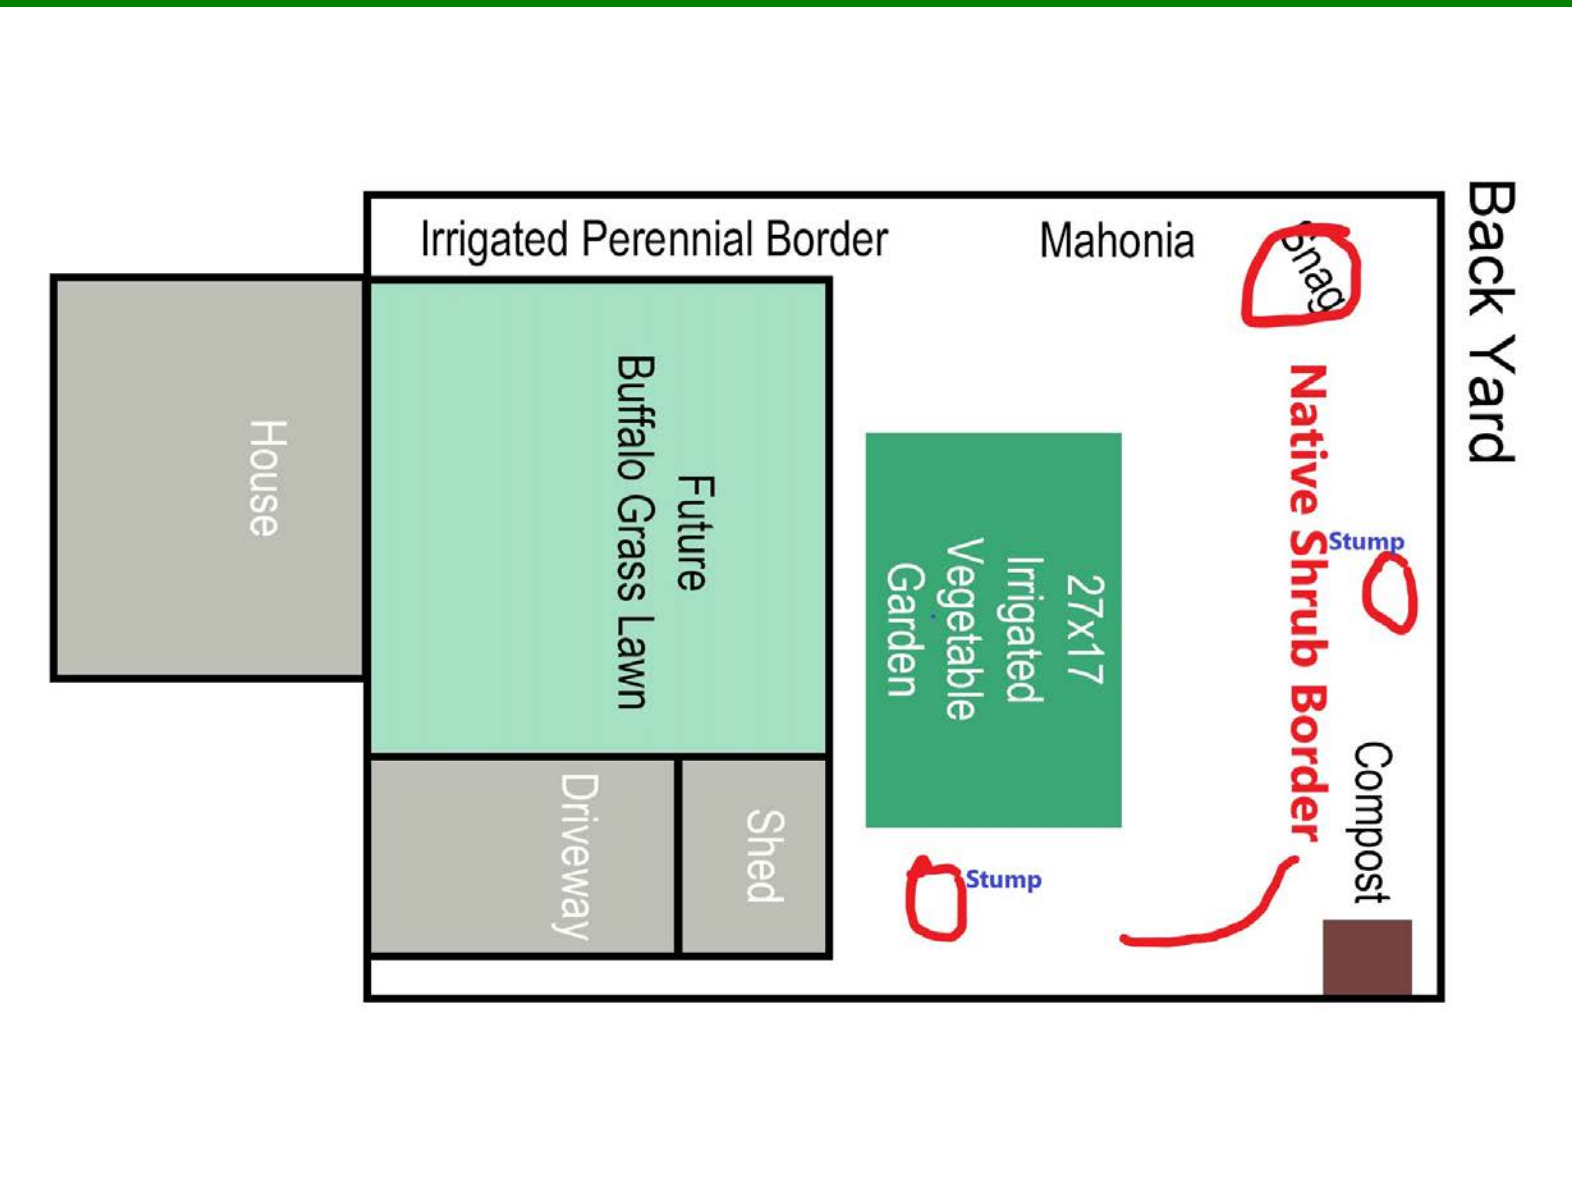 Back Yard
Irrigated Perennial Border
Mahonia
Snag
Native Shrub Border
Stump
Compost
27x17
Irrigated
Vegetable
Garden
Stump
Future
Buffalo Grass Lawn
House
Driveway
Shed